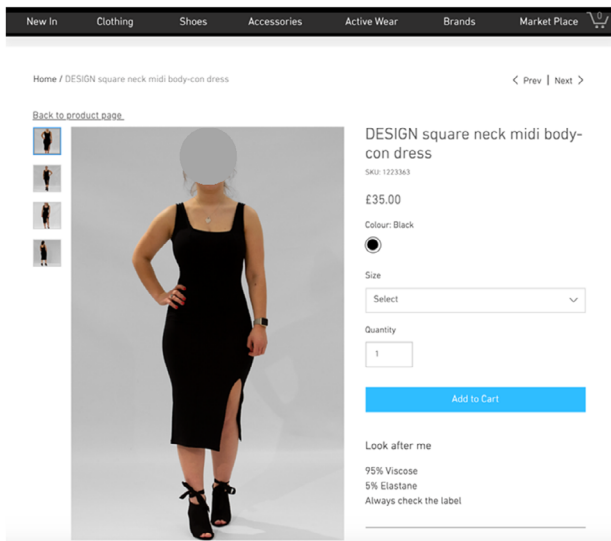 New In Clothing Shoes Accessories Active Wear Brands Market Place 0
Home / DESIGN square neck midi body-con dress
< Prev | Next >
Back to product page
DESIGN square neck midi body-
con dress
SKU: 1223363
£35.00
Colour: Black
Size
Select
Quantity
1
Add to Cart
Look after me
95% Viscose
5% Elastane
Always check the label